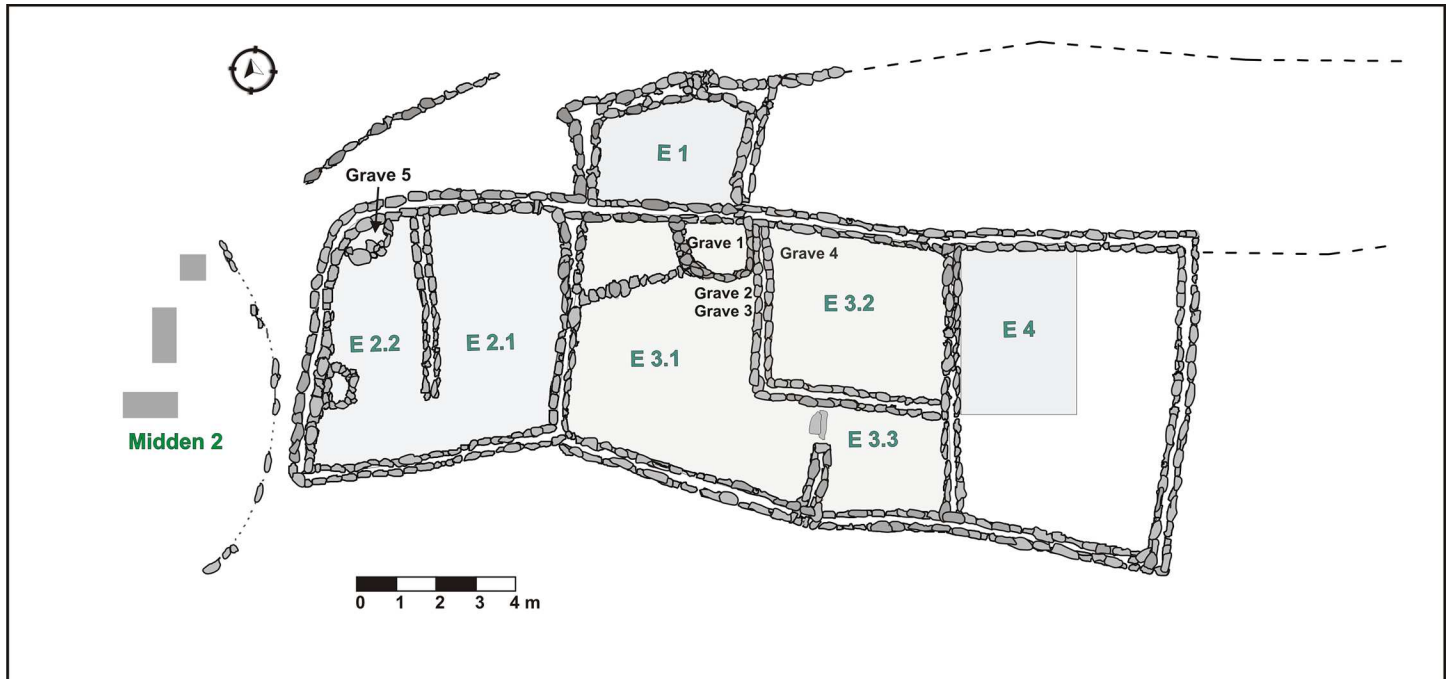 E 1
Grave 5
Grave 1
Grave 4
Grave 2
Grave 3
E 2.2
E 2.1
E 3.1
E 3.2
E 4
Midden 2
E 3.3
0 1 2 3 4 m